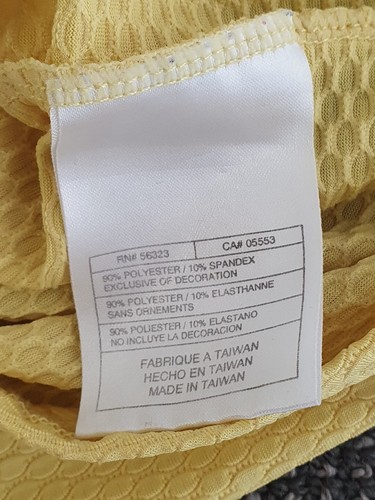 RN# 56323 CA# 05553
90% POLYESTER / 10% SPANDEX
EXCLUSIVE OF DECORATION
90% POLYESTER / 10% ELASTHANNE
SANS ORNEMENTS
90% POLIESTER / 10% ELASTANO
NO INCLUYE LA DECORACION
FABRIQUE A TAIWAN
HECHO EN TAIWAN
MADE IN TAIWAN